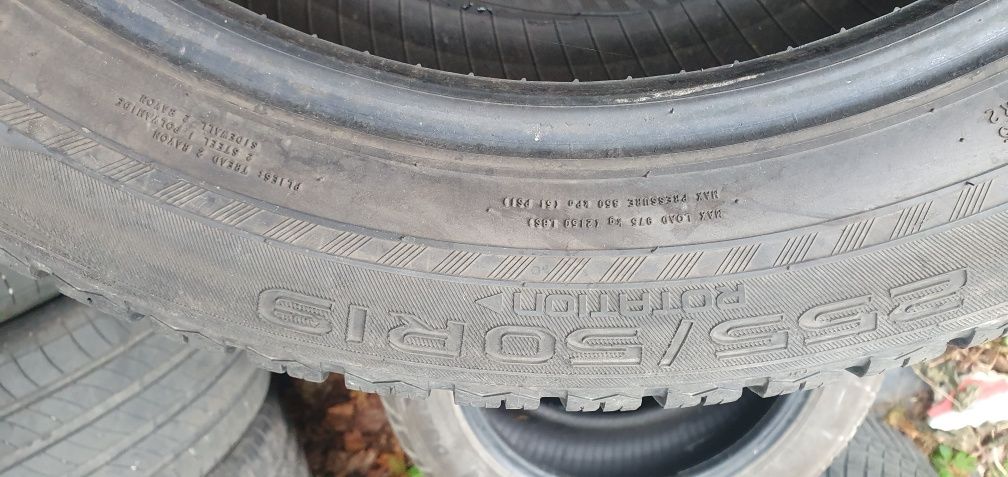 PLIES: TREAD 2 RAYON
2 STEEL 1 POLYAMIDE
SIDEWALL 2 RAYON
MAX LOAD 975 kg (2150 LBS)
MAX PRESSURE 350 kPa (51 PSI)
ROTATION
255/50R19